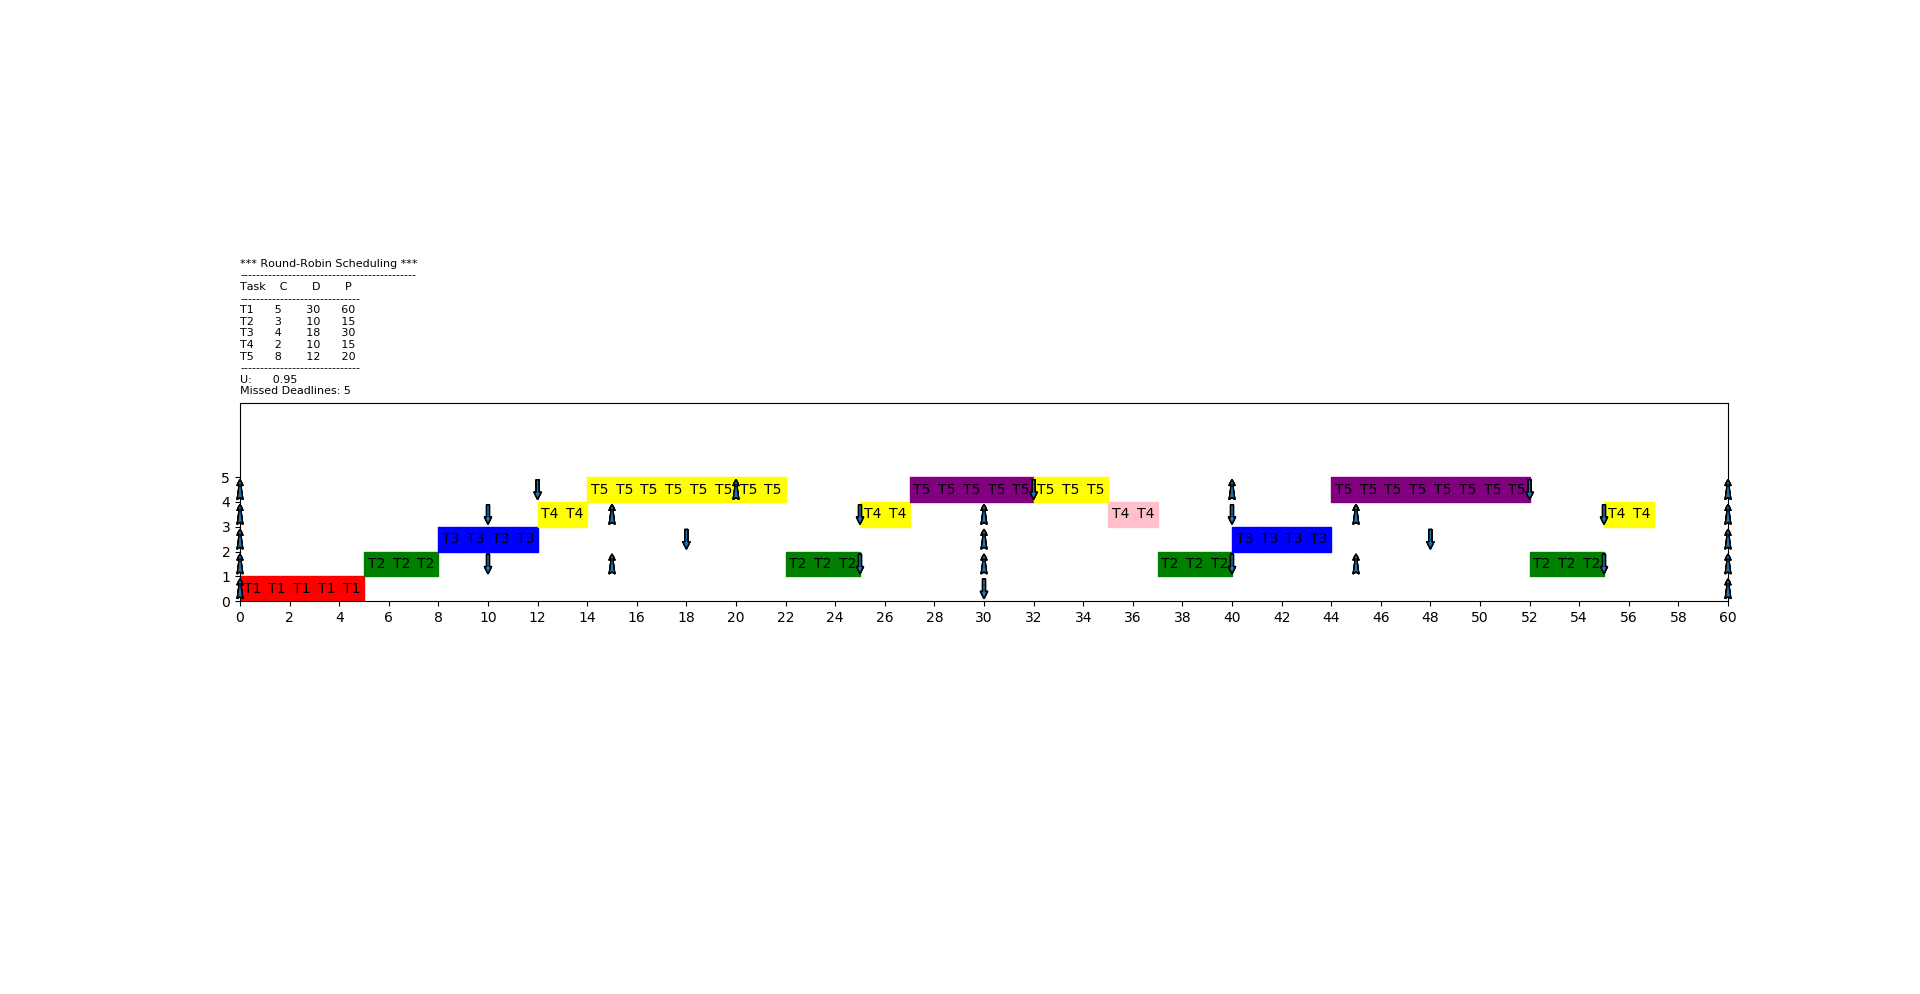 *** Round-Robin Scheduling ***
--------------------------------------------
Task C D P
------------------------------
T1 5 30 60
T2 3 10 15
T3 4 18 30
T4 2 10 15
T5 8 12 20
------------------------------
U: 0.95
Missed Deadlines: 5
5 T5 T5 T5 T5 T5 T5 T5 T5 T5 T5 T5 T5 T5 T5 T5 T5 T5 T5 T5 T5 T5 T5 T5 T5
4 T4 T4 T4 T4 T4 T4 T4 T4
3 T3 T3 T3 T3 T3 T3 T3 T3
2 T2 T2 T2 T2 T2 T2 T2 T2 T2 T2 T2 T2
1 T1 T1 T1 T1 T1
0
0 2 4 6 8 10 12 14 16 18 20 22 24 26 28 30 32 34 36 38 40 42 44 46 48 50 52 54 56 58 60